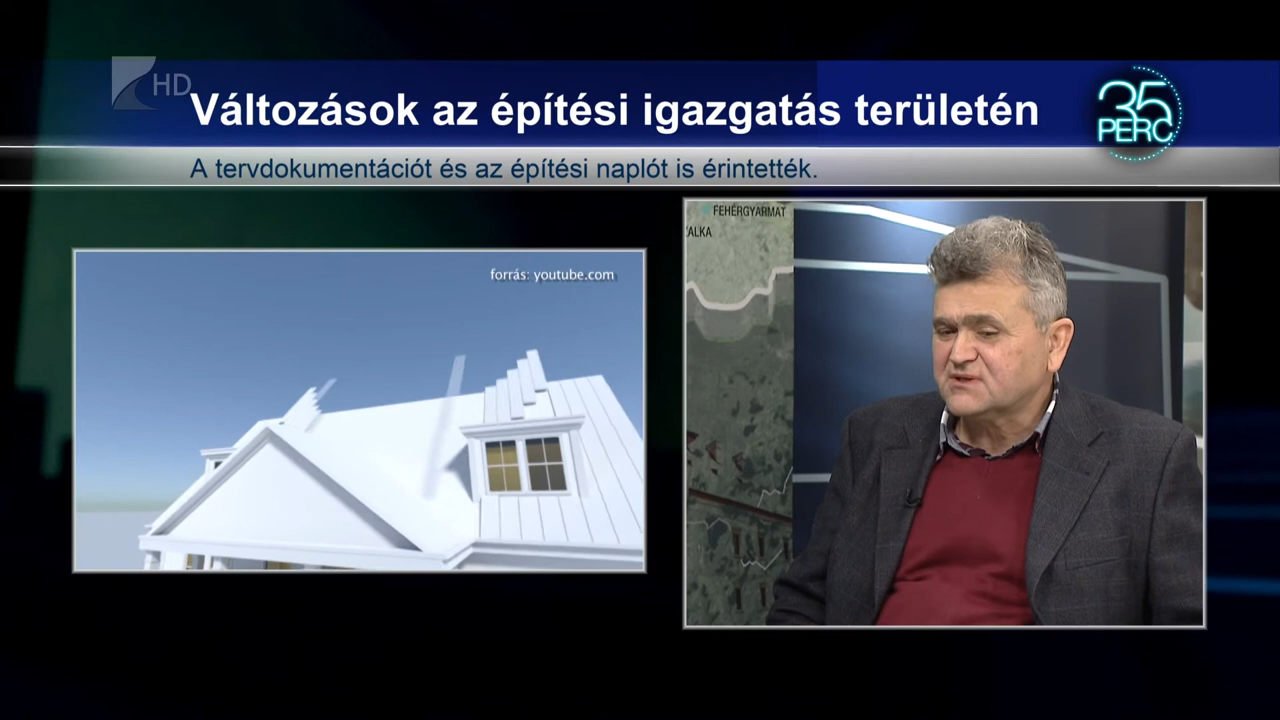 HD
Változások az építési igazgatás területén
35
PERC
A tervdokumentációt és az építési naplót is érintették.
FEHÉRGYARMAT
ALKA
forrás: youtube.com